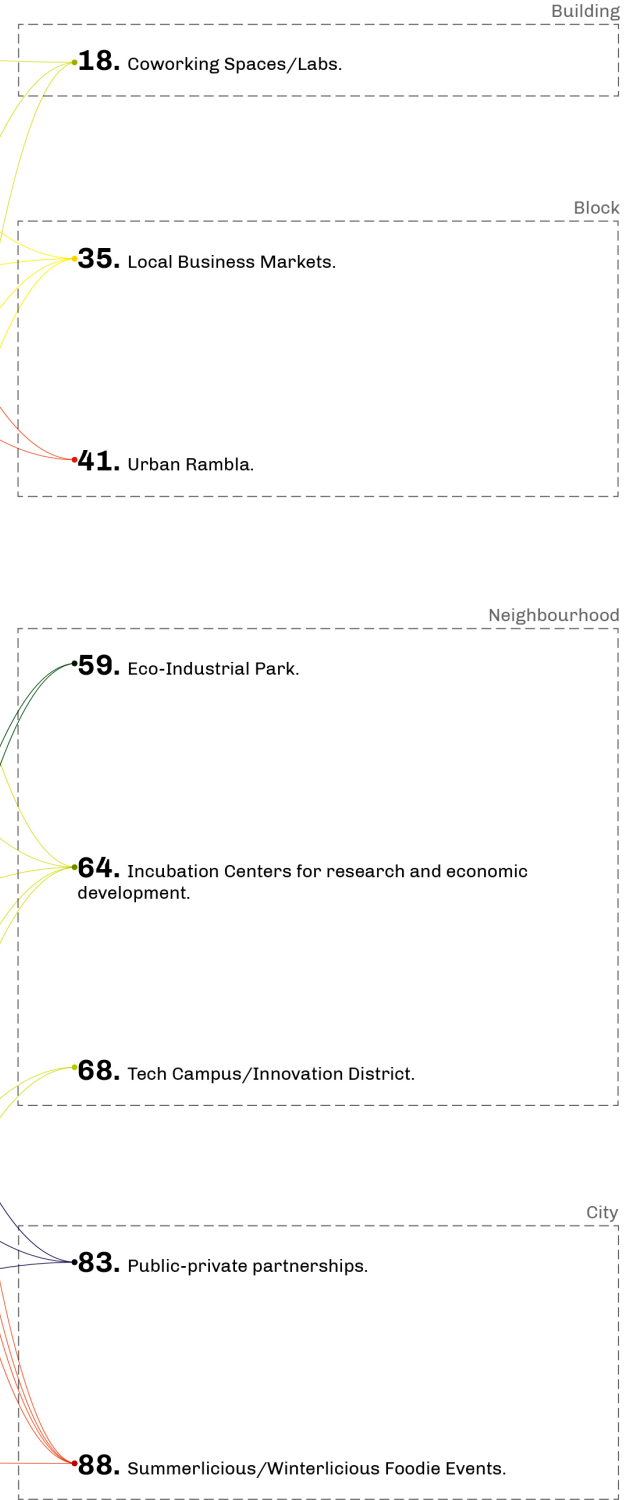 Building
18. Coworking Spaces/Labs.
Block
35. Local Business Markets.
41. Urban Rambla.
Neighbourhood
59. Eco-Industrial Park.
64. Incubation Centers for research and economic
development.
68. Tech Campus/Innovation District.
City
83. Public-private partnerships.
88. Summerlicious/Winterlicious Foodie Events.